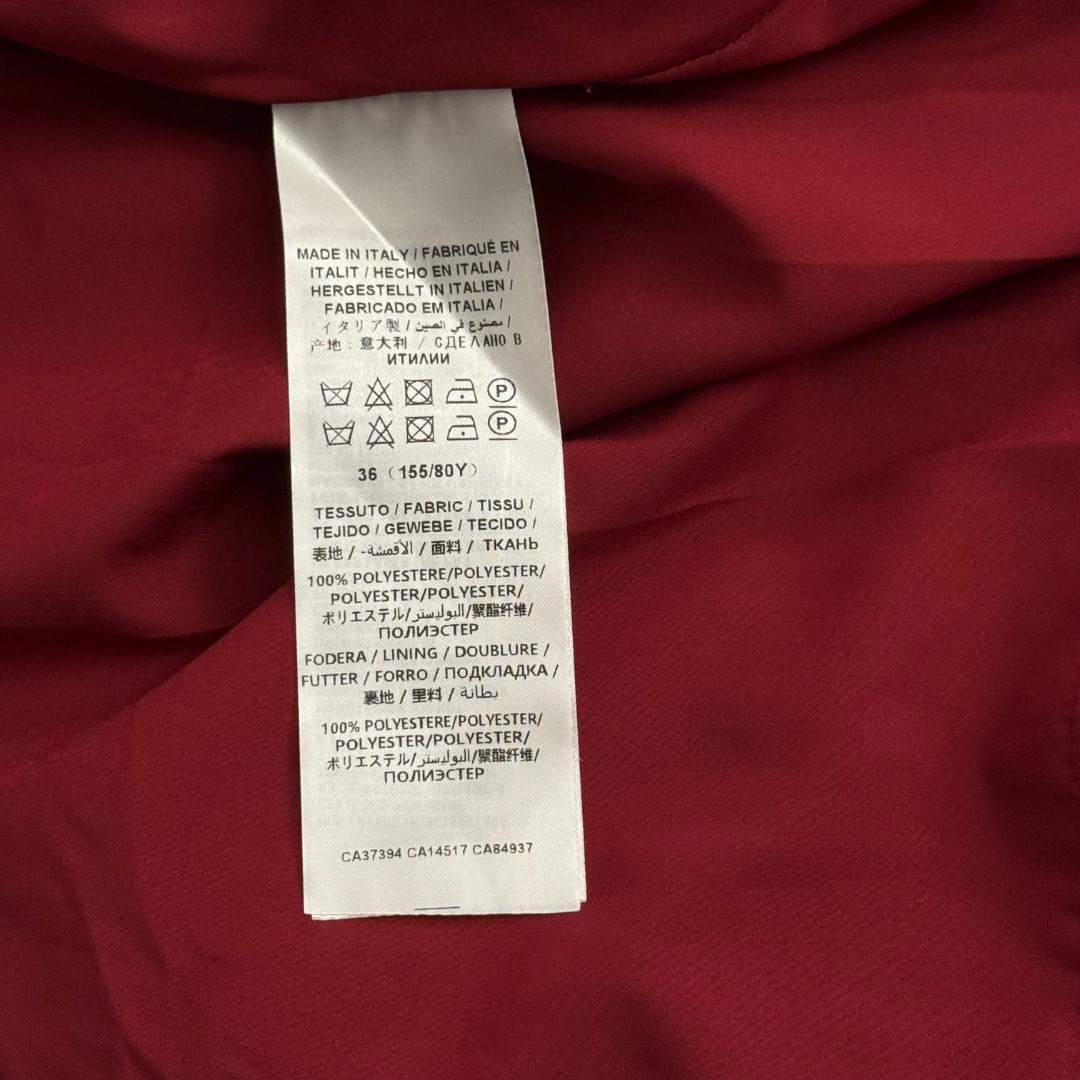 MADE IN ITALY / FABRIQUÉ EN
ITALIT / HECHO EN ITALIA /
HERGESTELLT IN ITALIEN /
FABRICADO EM ITALIA /
イタリア製 / مصنوع في الصين /
产地：意大利 / СДЕЛАНО В
ИТИЛИИ
P
P
36（155/80Y）
TESSUTO / FABRIC / TISSU /
TEJIDO / GEWEBE / TECIDO /
表地 / الأقمشة- / 面料 / ТКАНЬ
100% POLYESTERE/POLYESTER/
POLYESTER/POLYESTER/
ポリエステル/البوليستر/聚酯纤维/
ПОЛИЭСТЕР
FODERA / LINING / DOUBLURE /
FUTTER / FORRO / ПОДКЛАДКА /
裏地 / 里料 / بطانة
100% POLYESTERE/POLYESTER/
POLYESTER/POLYESTER/
ポリエステル/البوليستر/聚酯纤维/
ПОЛИЭСТЕР
CA37394 CA14517 CA84937